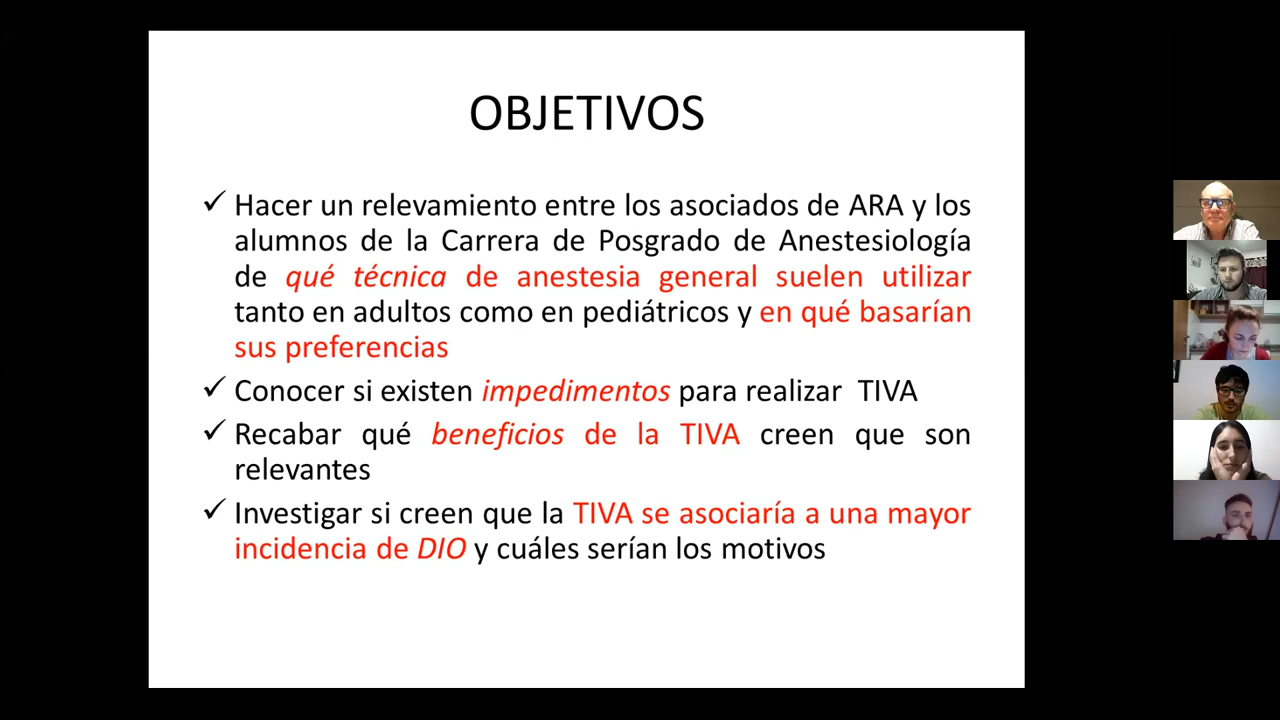 OBJETIVOS
✓ Hacer un relevamiento entre los asociados de ARA y los
alumnos de la Carrera de Posgrado de Anestesiología
de qué técnica de anestesia general suelen utilizar
tanto en adultos como en pediátricos y en qué basarían
sus preferencias
✓ Conocer si existen impedimentos para realizar TIVA
✓ Recabar qué beneficios de la TIVA creen que son
relevantes
✓ Investigar si creen que la TIVA se asociaría a una mayor
incidencia de DIO y cuáles serían los motivos